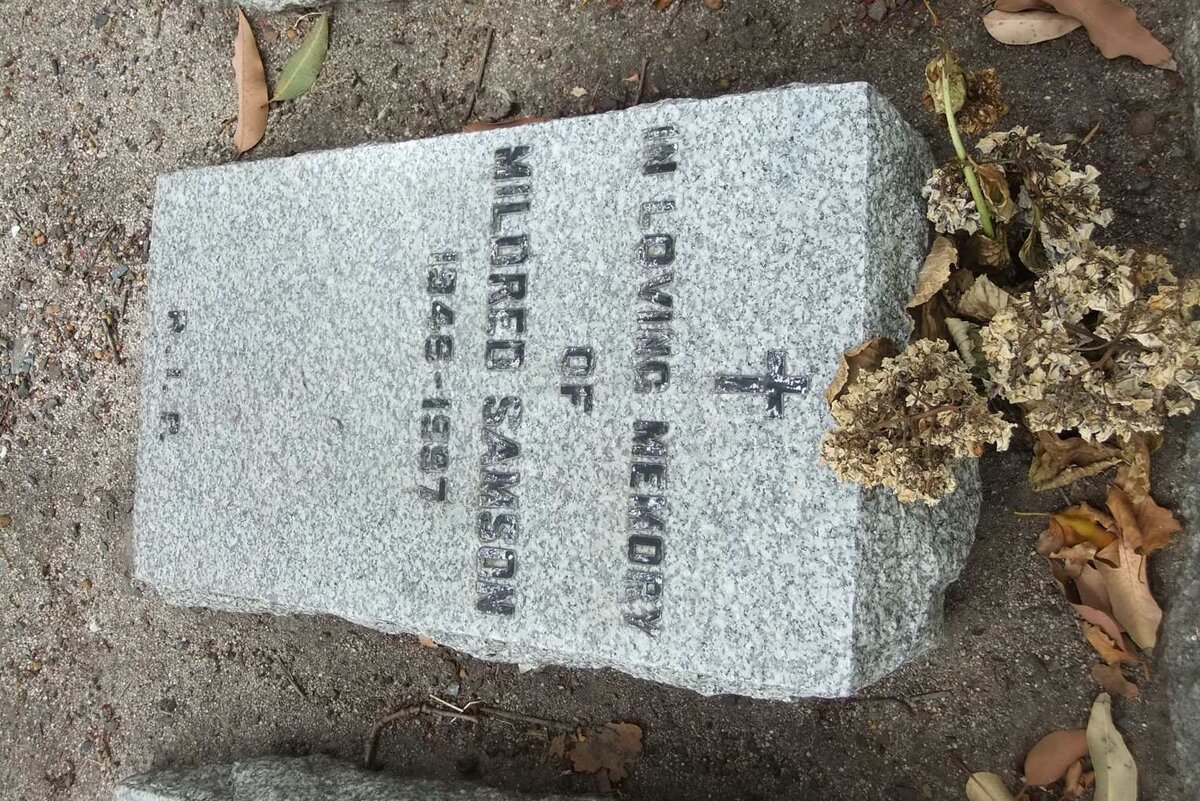 IN LOVING MEMORY
OF
MILDRED SAMSON
1948-1997
R.I.P.